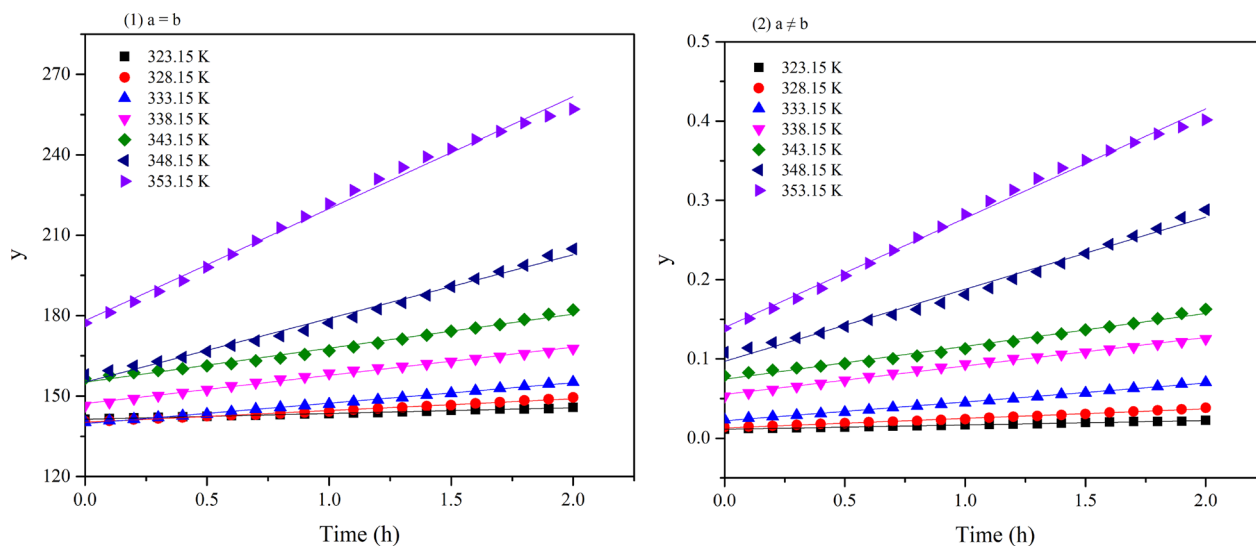 (1) a = b
270
240
210
180
150
120
y
323.15 K
328.15 K
333.15 K
338.15 K
343.15 K
348.15 K
353.15 K
0.0 0.5 1.0 1.5 2.0
Time (h)
(2) a ≠ b
0.5
0.4
0.3
0.2
0.1
0.0
y
323.15 K
328.15 K
333.15 K
338.15 K
343.15 K
348.15 K
353.15 K
0.0 0.5 1.0 1.5 2.0
Time (h)